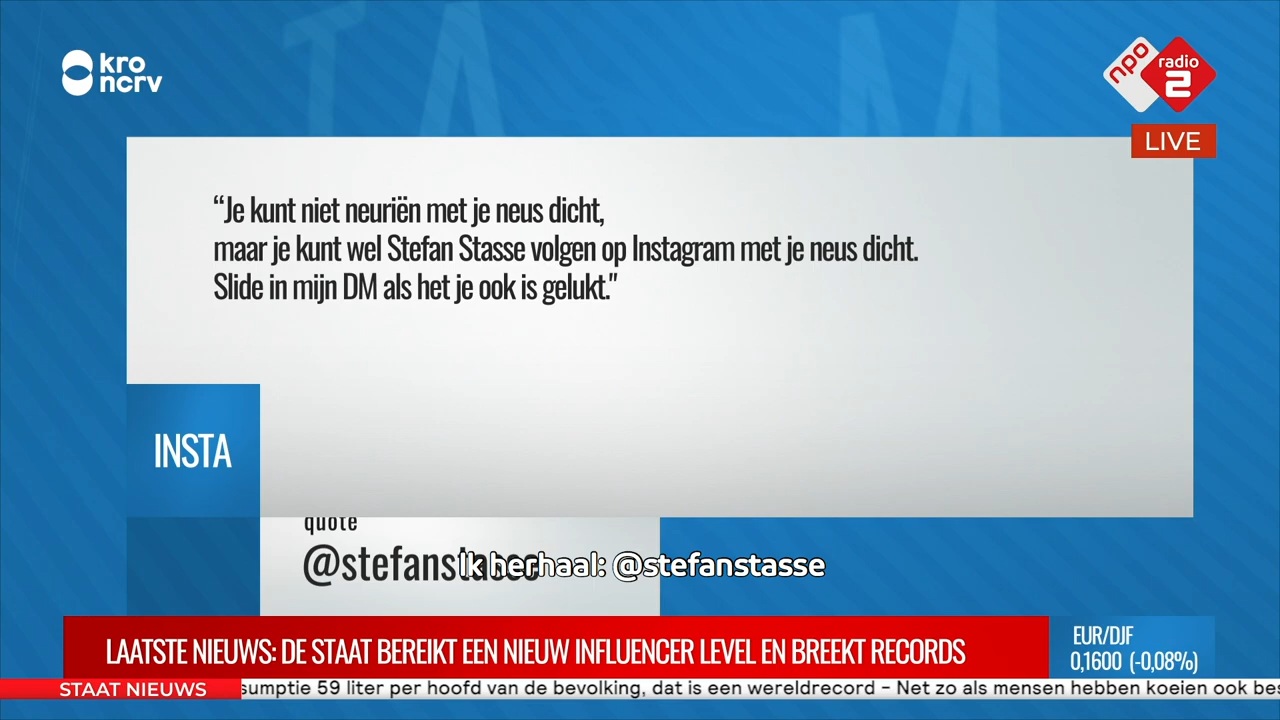 kro
ncrv
npo
radio
2
LIVE
“Je kunt niet neuriën met je neus dicht,
maar je kunt wel Stefan Stasse volgen op Instagram met je neus dicht.
Slide in mijn DM als het je ook is gelukt."
INSTA
quote
@stefanstasse
Ik herhaal: @stefanstasse
LAATSTE NIEUWS: DE STAAT BEREIKT EEN NIEUW INFLUENCER LEVEL EN BREEKT RECORDS
EUR/DJF
0,1600 (-0,08%)
STAAT NIEUWS
sumptie 59 liter per hoofd van de bevolking, dat is een wereldrecord – Net zo als mensen hebben koeien ook bes